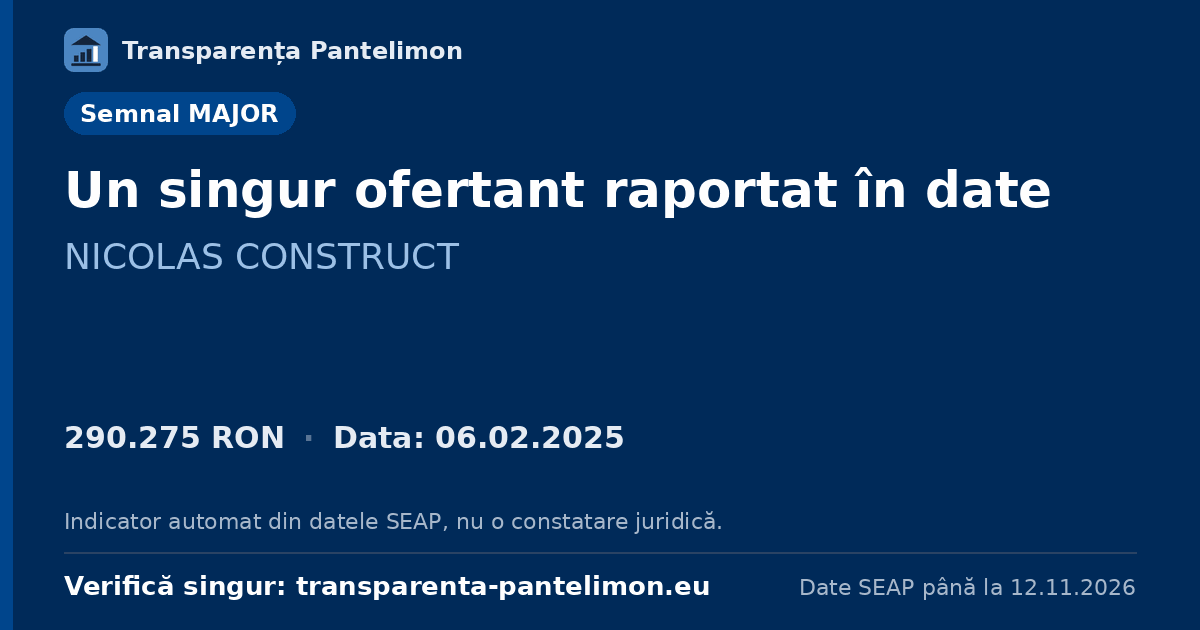 Transparența Pantelimon
Semnal MAJOR
Un singur ofertant raportat în date
NICOLAS CONSTRUCT
290.275 RON · Data: 06.02.2025
Indicator automat din datele SEAP, nu o constatare juridică.
Verifică singur: transparenta-pantelimon.eu
Date SEAP până la 12.11.2026